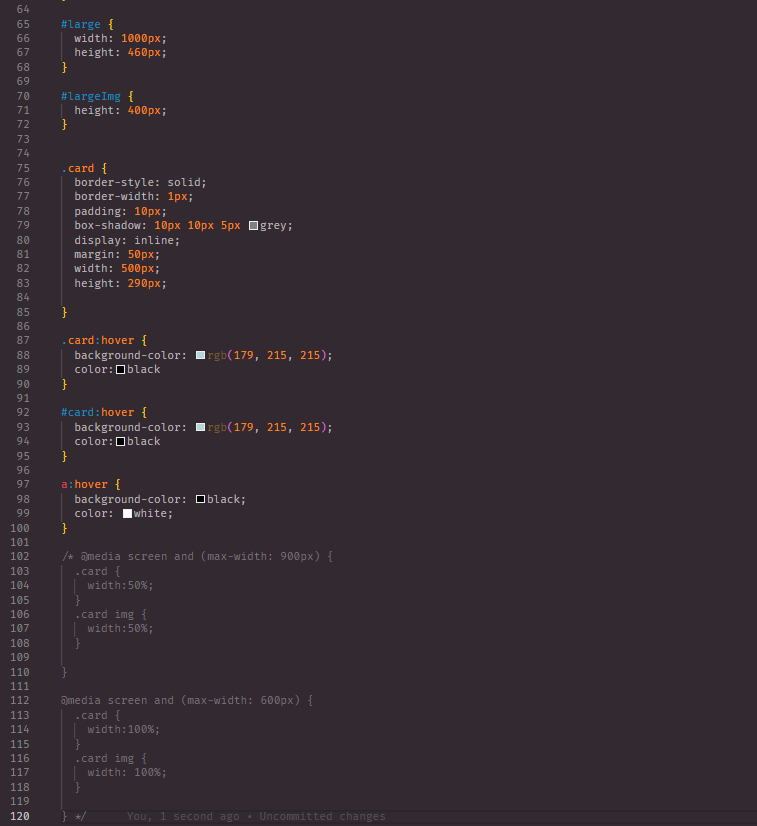 64
65 #large {
66 width: 1000px;
67 height: 460px;
68 }
69
70 #largeImg {
71 height: 400px;
72 }
73
74
75 .card {
76 border-style: solid;
77 border-width: 1px;
78 padding: 10px;
79 box-shadow: 10px 10px 5px grey;
80 display: inline;
81 margin: 50px;
82 width: 500px;
83 height: 290px;
84
85 }
86
87 .card:hover {
88 background-color: rgb(179, 215, 215);
89 color:black
90 }
91
92 #card:hover {
93 background-color: rgb(179, 215, 215);
94 color:black
95 }
96
97 a:hover {
98 background-color: black;
99 color: white;
100 }
101
102 /* @media screen and (max-width: 900px) {
103 .card {
104 width:50%;
105 }
106 .card img {
107 width:50%;
108 }
109
110 }
111
112 @media screen and (max-width: 600px) {
113 .card {
114 width:100%;
115 }
116 .card img {
117 width: 100%;
118 }
119
120 } */ You, 1 second ago • Uncommitted changes